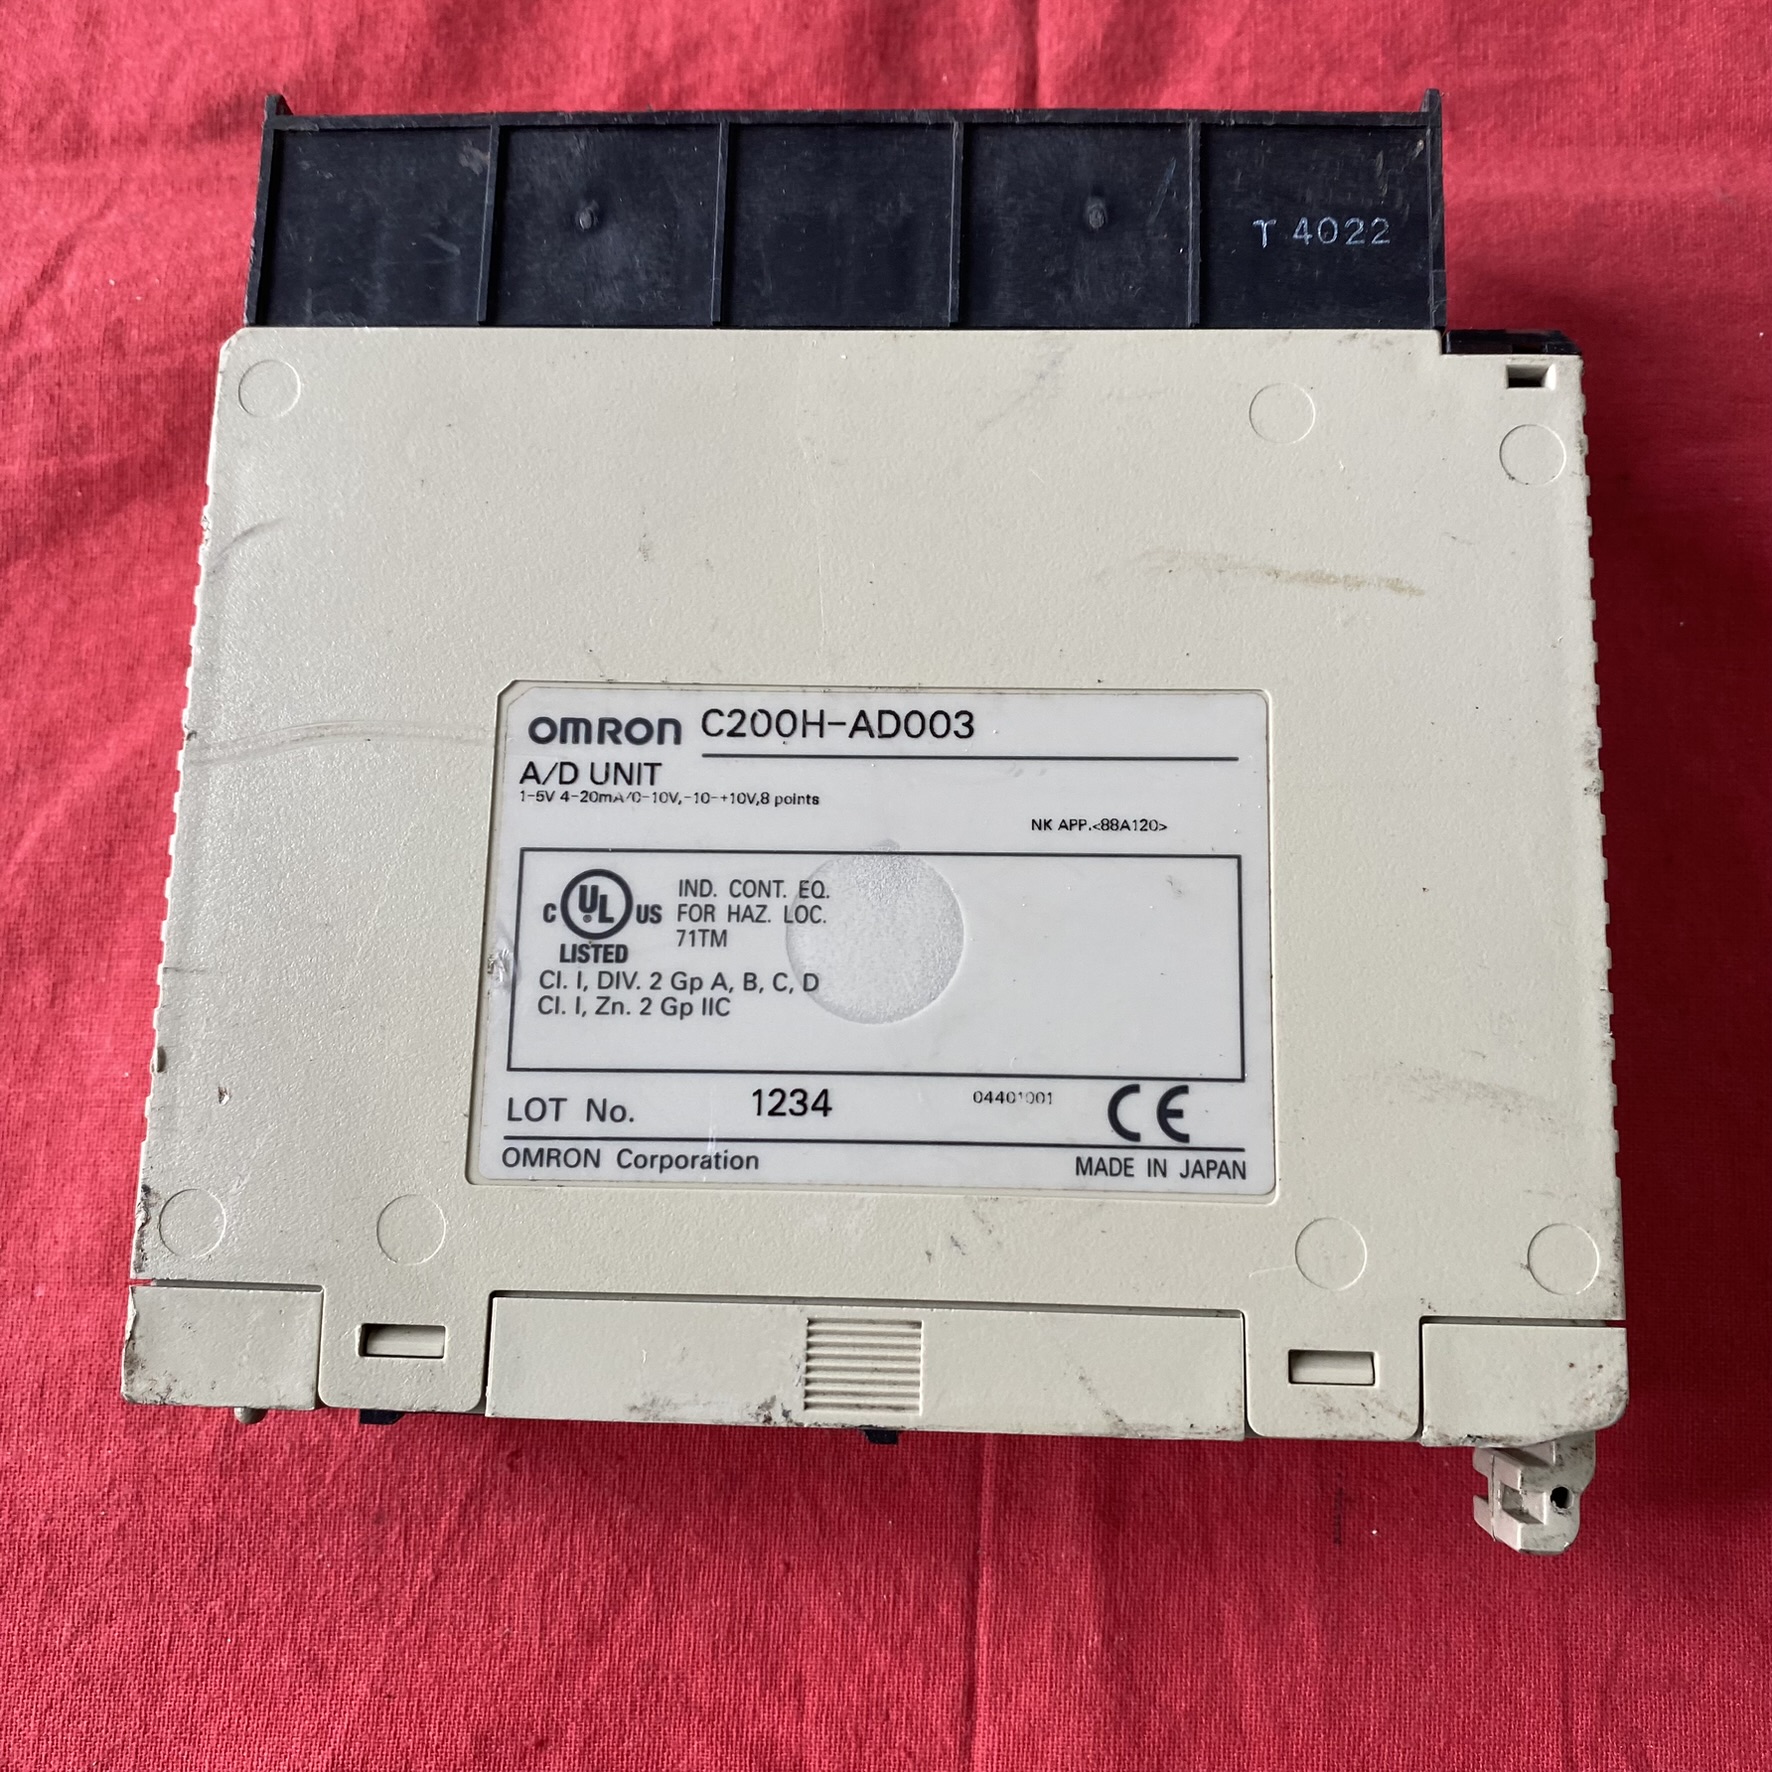 T 4022
OMRON C200H-AD003
A/D UNIT
1-5V 4-20mA/0-10V,-10-+10V,8 points
NK APP.<88A120>
C UL US
LISTED
IND. CONT. EQ.
FOR HAZ. LOC.
71TM
Cl. I, DIV. 2 Gp A, B, C, D
Cl. I, Zn. 2 Gp IIC
LOT No. 1234 04401001 CE
OMRON Corporation MADE IN JAPAN